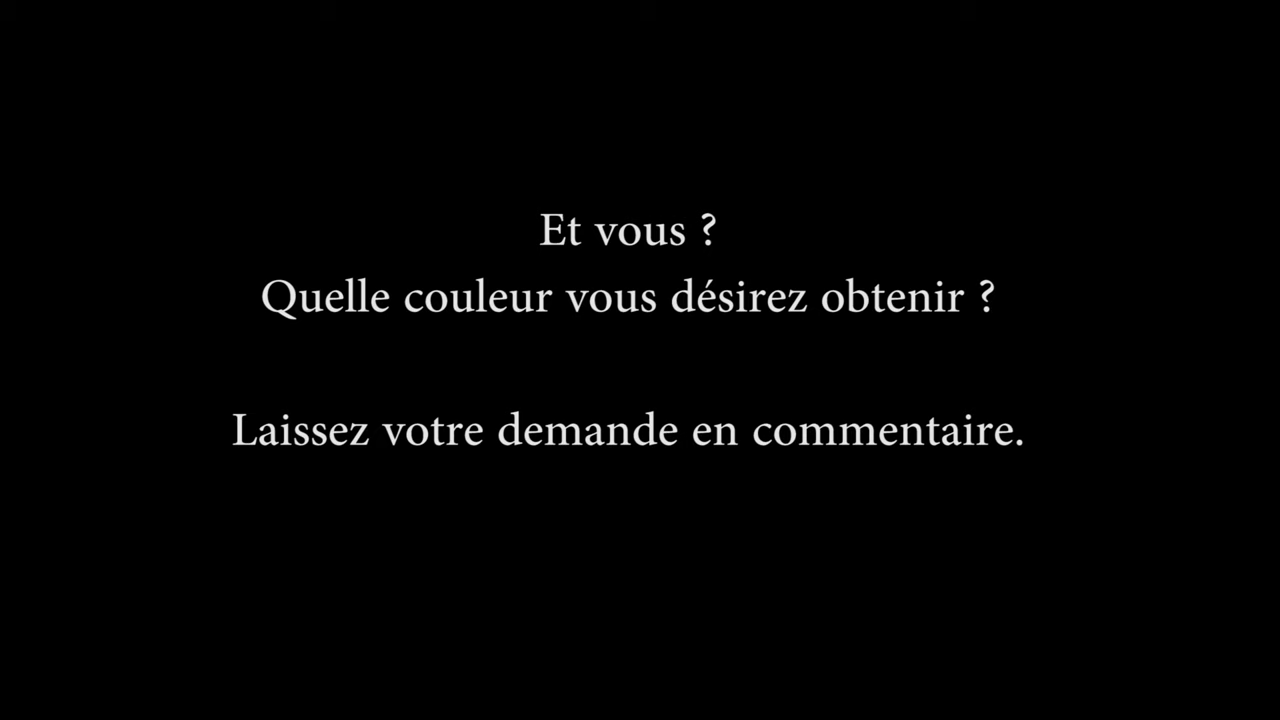 Et vous ?
Quelle couleur vous désirez obtenir ?
Laissez votre demande en commentaire.